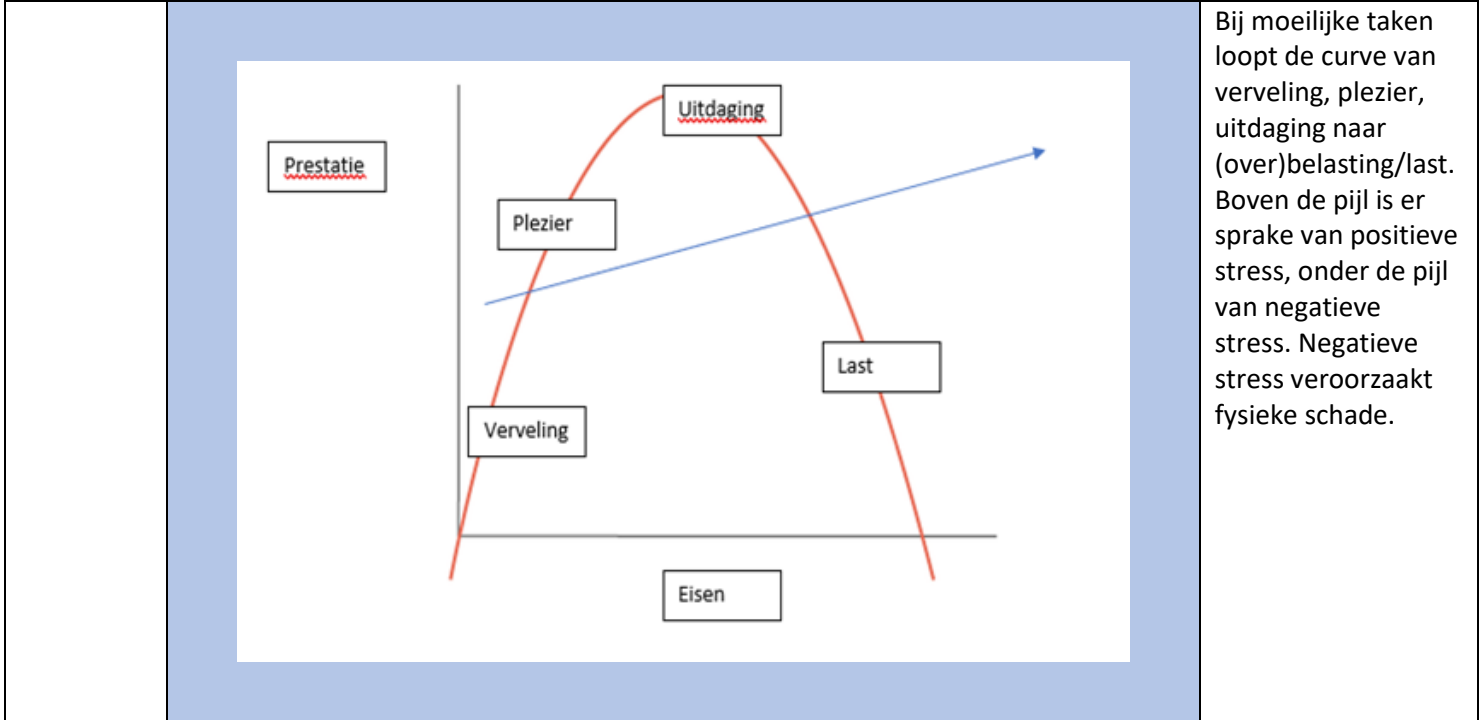 Uitdaging
Prestatie
Plezier
Last
Verveling
Eisen
Bij moeilijke taken
loopt de curve van
verveling, plezier,
uitdaging naar
(over)belasting/last.
Boven de pijl is er
sprake van positieve
stress, onder de pijl
van negatieve
stress. Negatieve
stress veroorzaakt
fysieke schade.